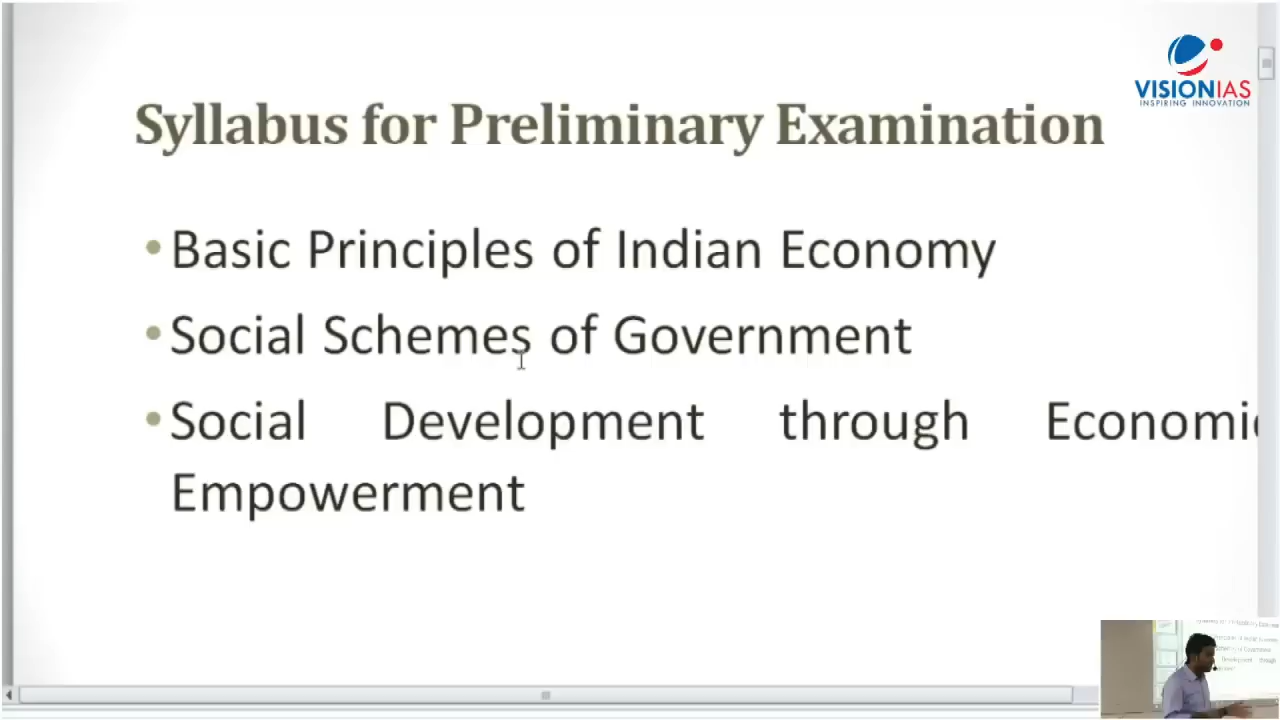 VISIONIAS
INSPIRING INNOVATION
Syllabus for Preliminary Examination
• Basic Principles of Indian Economy
• Social Schemes of Government
• Social Development through Economic
Empowerment